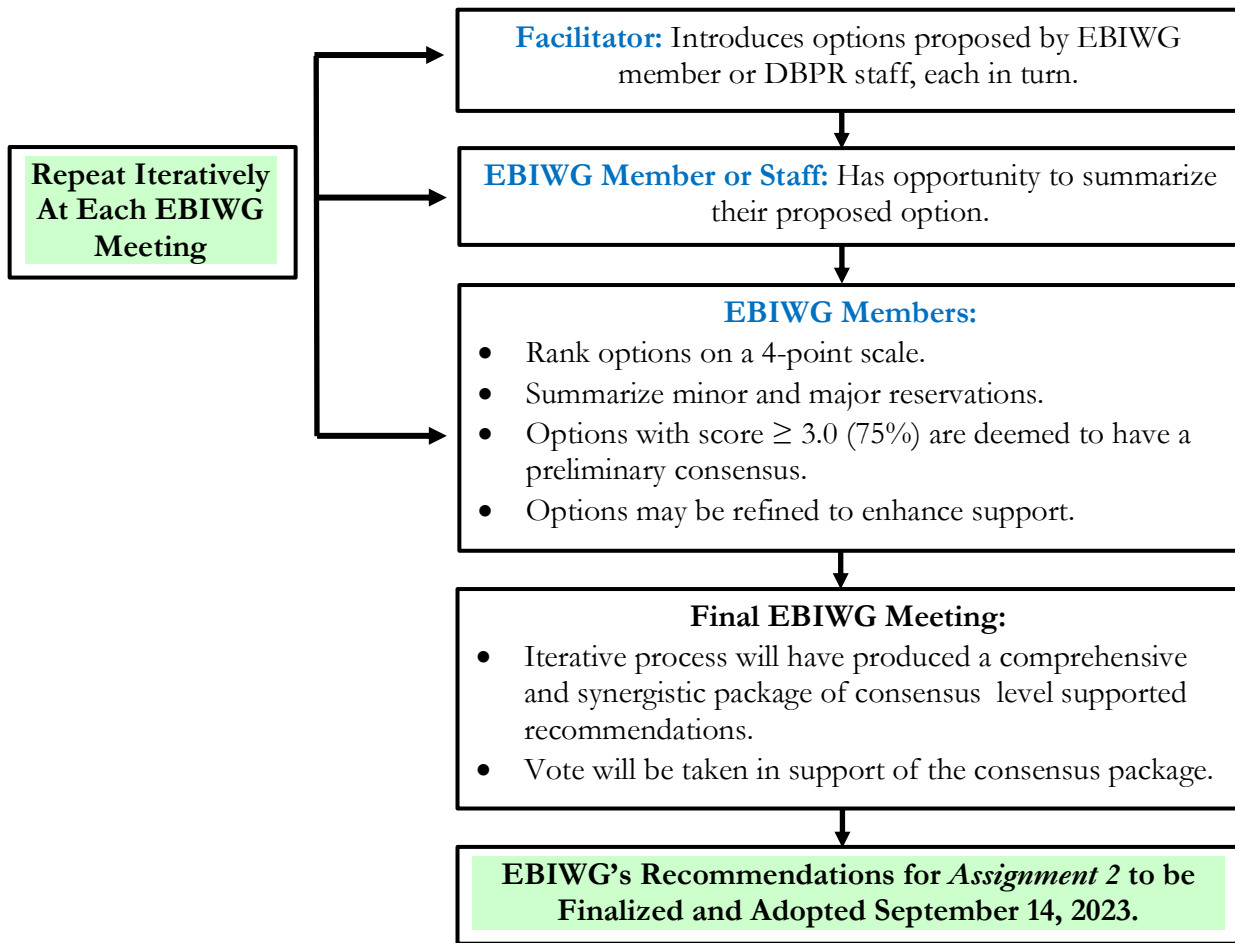 Facilitator: Introduces options proposed by EBIWG
member or DBPR staff, each in turn.
Repeat Iteratively
At Each EBIWG
Meeting
EBIWG Member or Staff: Has opportunity to summarize
their proposed option.
EBIWG Members:
• Rank options on a 4-point scale.
• Summarize minor and major reservations.
• Options with score ≥ 3.0 (75%) are deemed to have a
preliminary consensus.
• Options may be refined to enhance support.
Final EBIWG Meeting:
• Iterative process will have produced a comprehensive
and synergistic package of consensus level supported
recommendations.
• Vote will be taken in support of the consensus package.
EBIWG’s Recommendations for Assignment 2 to be
Finalized and Adopted September 14, 2023.